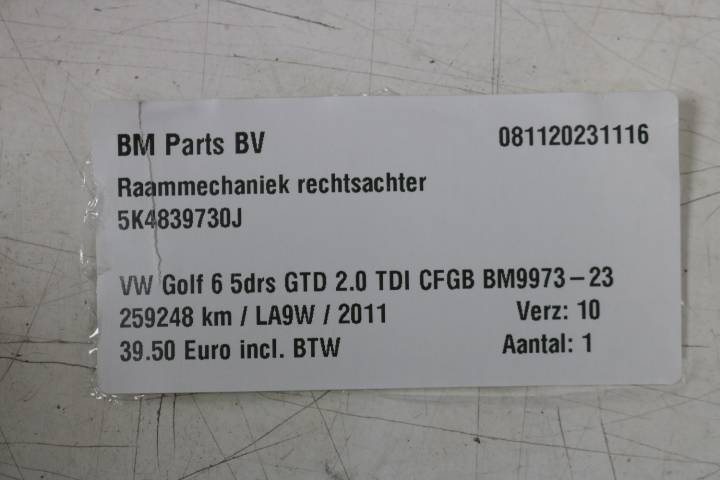 BM Parts BV 081120231116
Raammechaniek rechtsachter
5K4839730J
VW Golf 6 5drs GTD 2.0 TDI CFGB BM9973-23
259248 km / LA9W / 2011 Verz: 10
39.50 Euro incl. BTW Aantal: 1